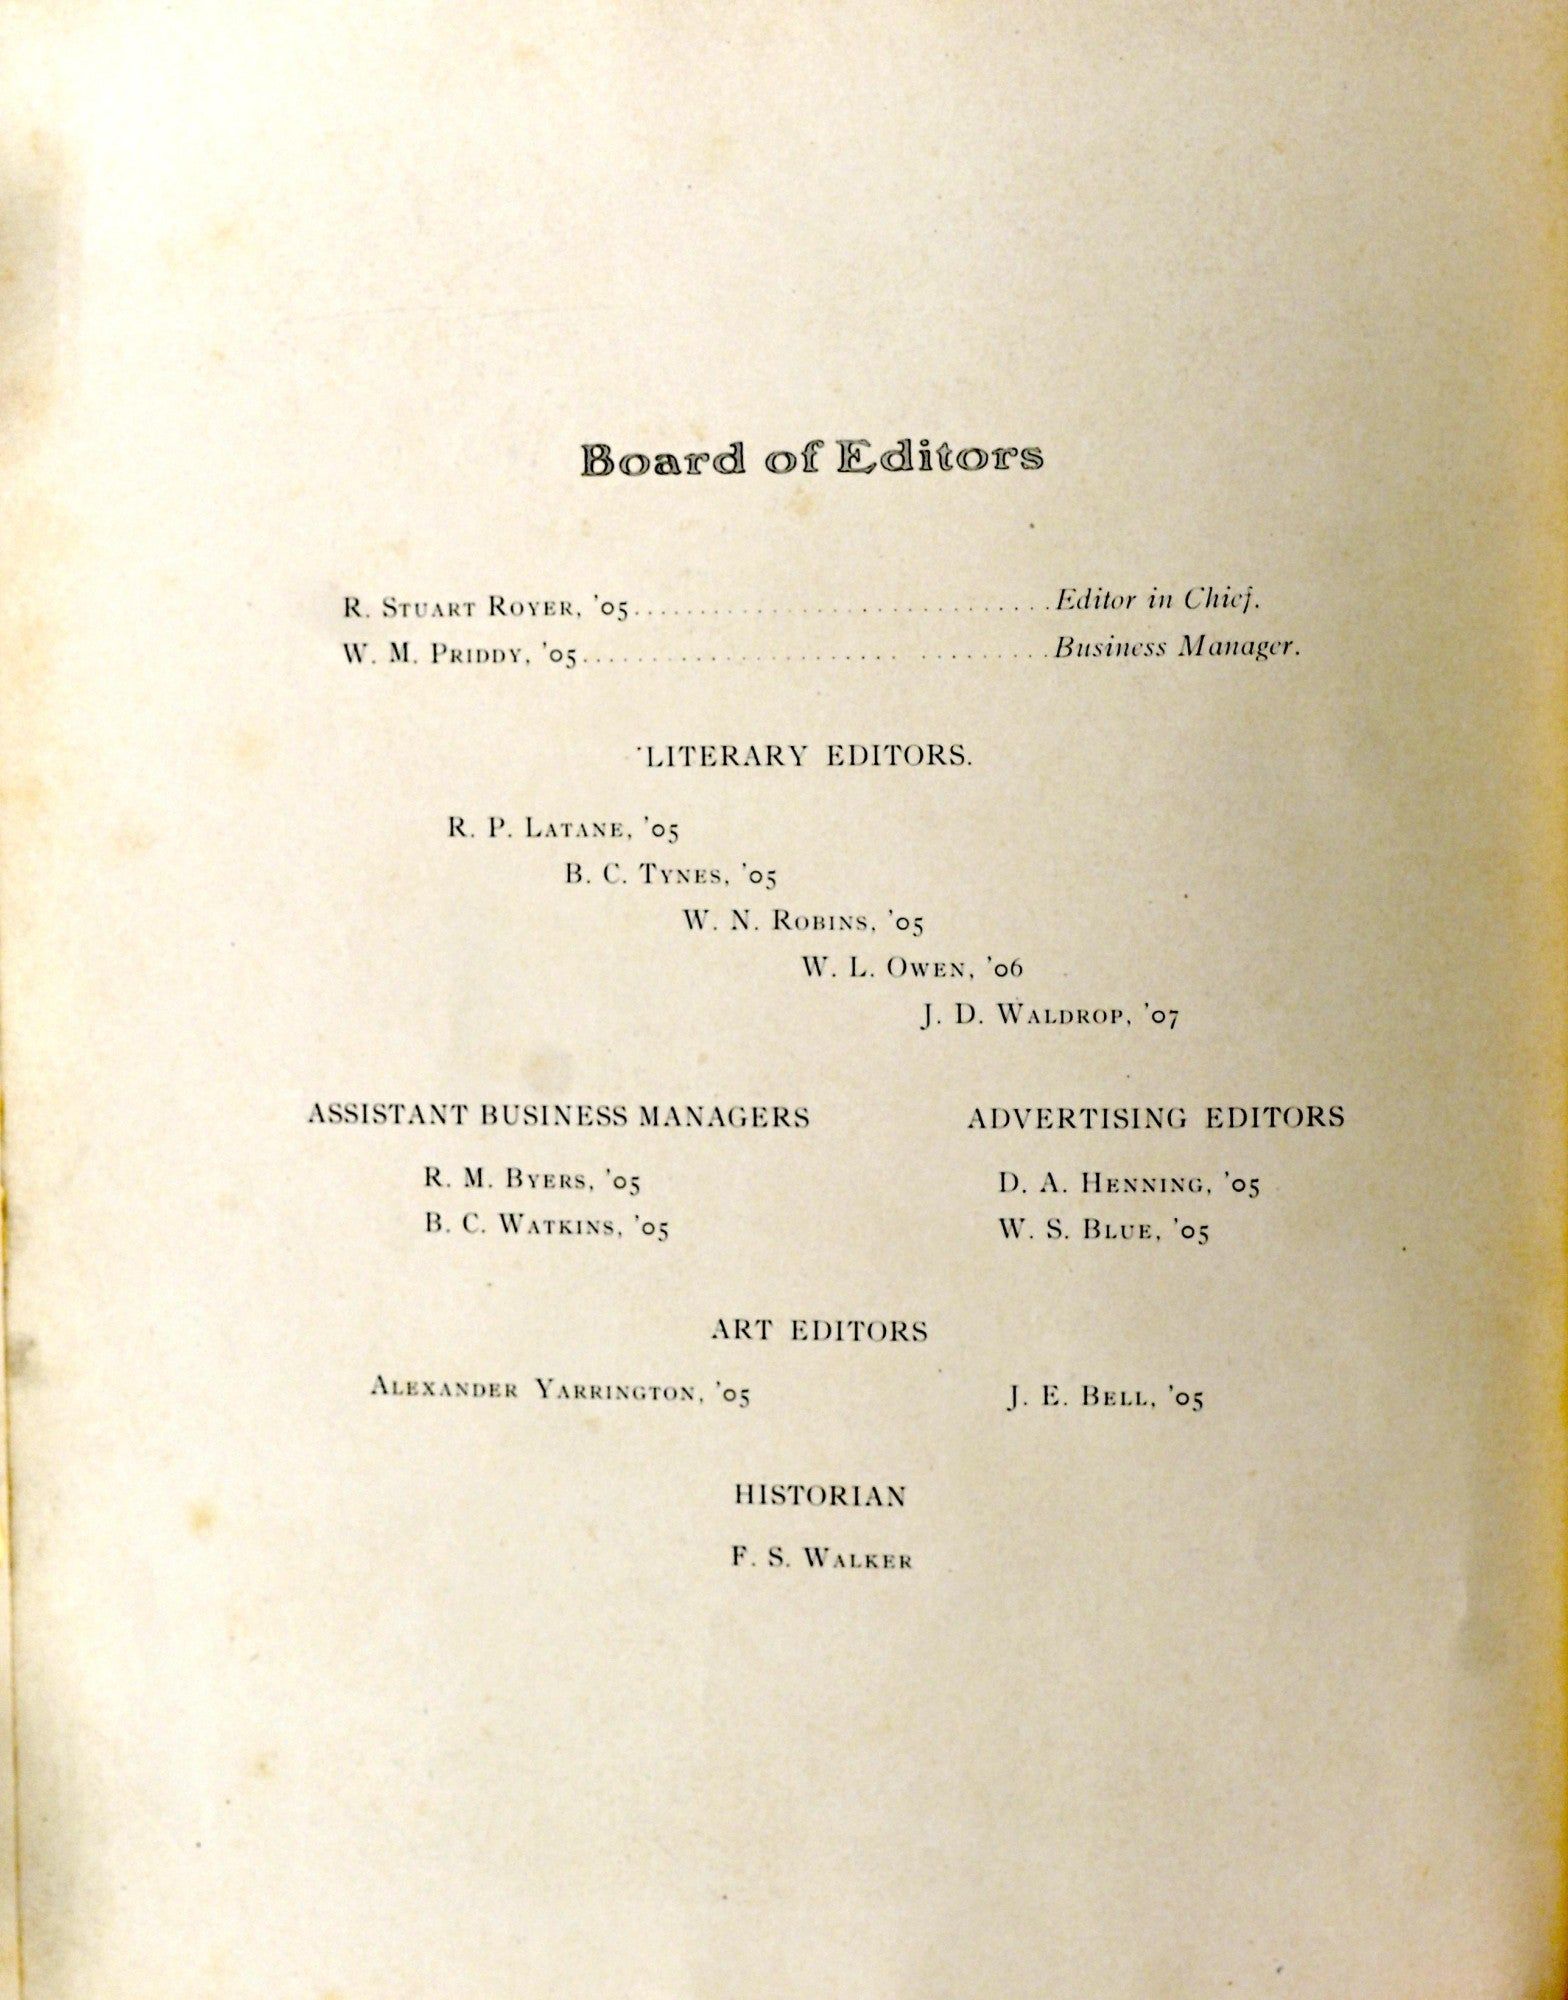 Board of Editors
R. STUART ROYER, '05.............................Editor in Chief.
W. M. PRIDDY, '05.............................Business Manager.
LITERARY EDITORS.
R. P. LATANE, '05
B. C. TYNES, '05
W. N. ROBINS, '05
W. L. OWEN, '06
J. D. WALDROP, '07
ASSISTANT BUSINESS MANAGERS
R. M. BYERS, '05
B. C. WATKINS, '05
ADVERTISING EDITORS
D. A. HENNING, '05
W. S. BLUE, '05
ART EDITORS
ALEXANDER YARRINGTON, '05
J. E. BELL, '05
HISTORIAN
F. S. WALKER